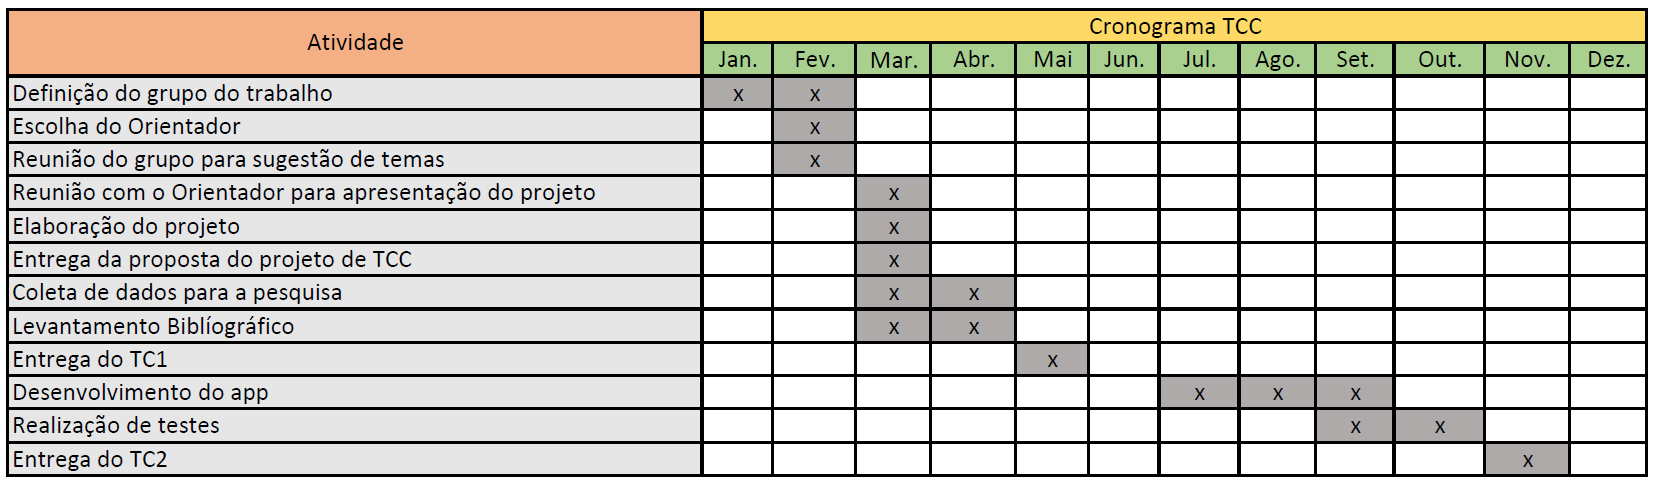 Atividade
Cronograma TCC
Jan. Fev. Mar. Abr. Mai Jun. Jul. Ago. Set. Out. Nov. Dez.
Definição do grupo do trabalho x x
Escolha do Orientador x
Reunião do grupo para sugestão de temas x
Reunião com o Orientador para apresentação do projeto x
Elaboração do projeto x
Entrega da proposta do projeto de TCC x
Coleta de dados para a pesquisa x x
Levantamento Biblíográfico x x
Entrega do TC1 x
Desenvolvimento do app x x x
Realização de testes x x
Entrega do TC2 x